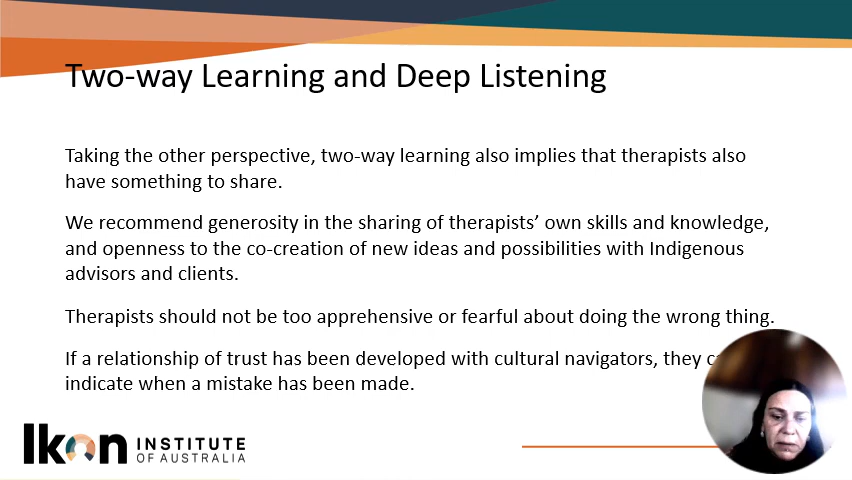 Two-way Learning and Deep Listening
Taking the other perspective, two-way learning also implies that therapists also
have something to share.
We recommend generosity in the sharing of therapists’ own skills and knowledge,
and openness to the co-creation of new ideas and possibilities with Indigenous
advisors and clients.
Therapists should not be too apprehensive or fearful about doing the wrong thing.
If a relationship of trust has been developed with cultural navigators, they
indicate when a mistake has been made.
Ikon INSTITUTE
OF AUSTRALIA